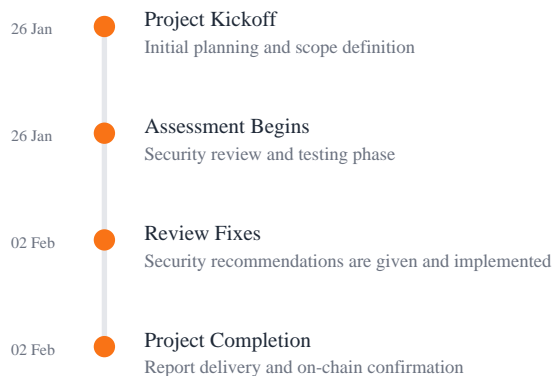 26 Jan
Project Kickoff
Initial planning and scope definition
26 Jan
Assessment Begins
Security review and testing phase
02 Feb
Review Fixes
Security recommendations are given and implemented
02 Feb
Project Completion
Report delivery and on-chain confirmation